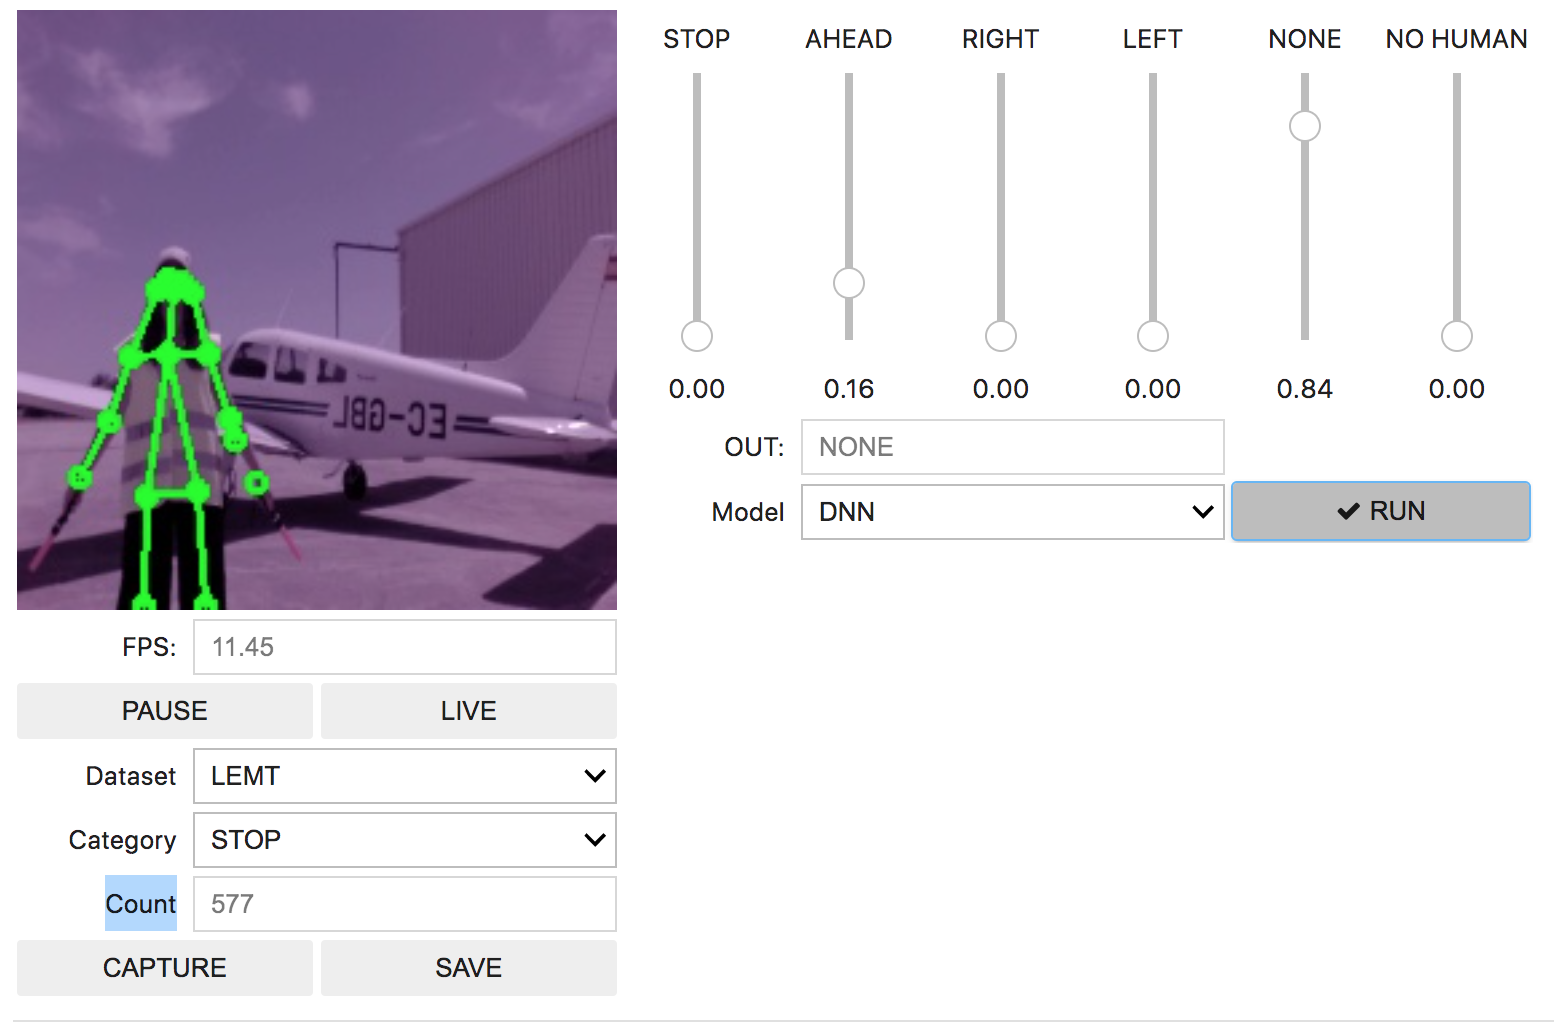 STOP AHEAD RIGHT LEFT NONE NO HUMAN
0.00 0.16 0.00 0.00 0.84 0.00
OUT: NONE
Model DNN RUN
EC-GBL
FPS: 11.45
PAUSE LIVE
Dataset LEMT
Category STOP
Count 577
CAPTURE SAVE